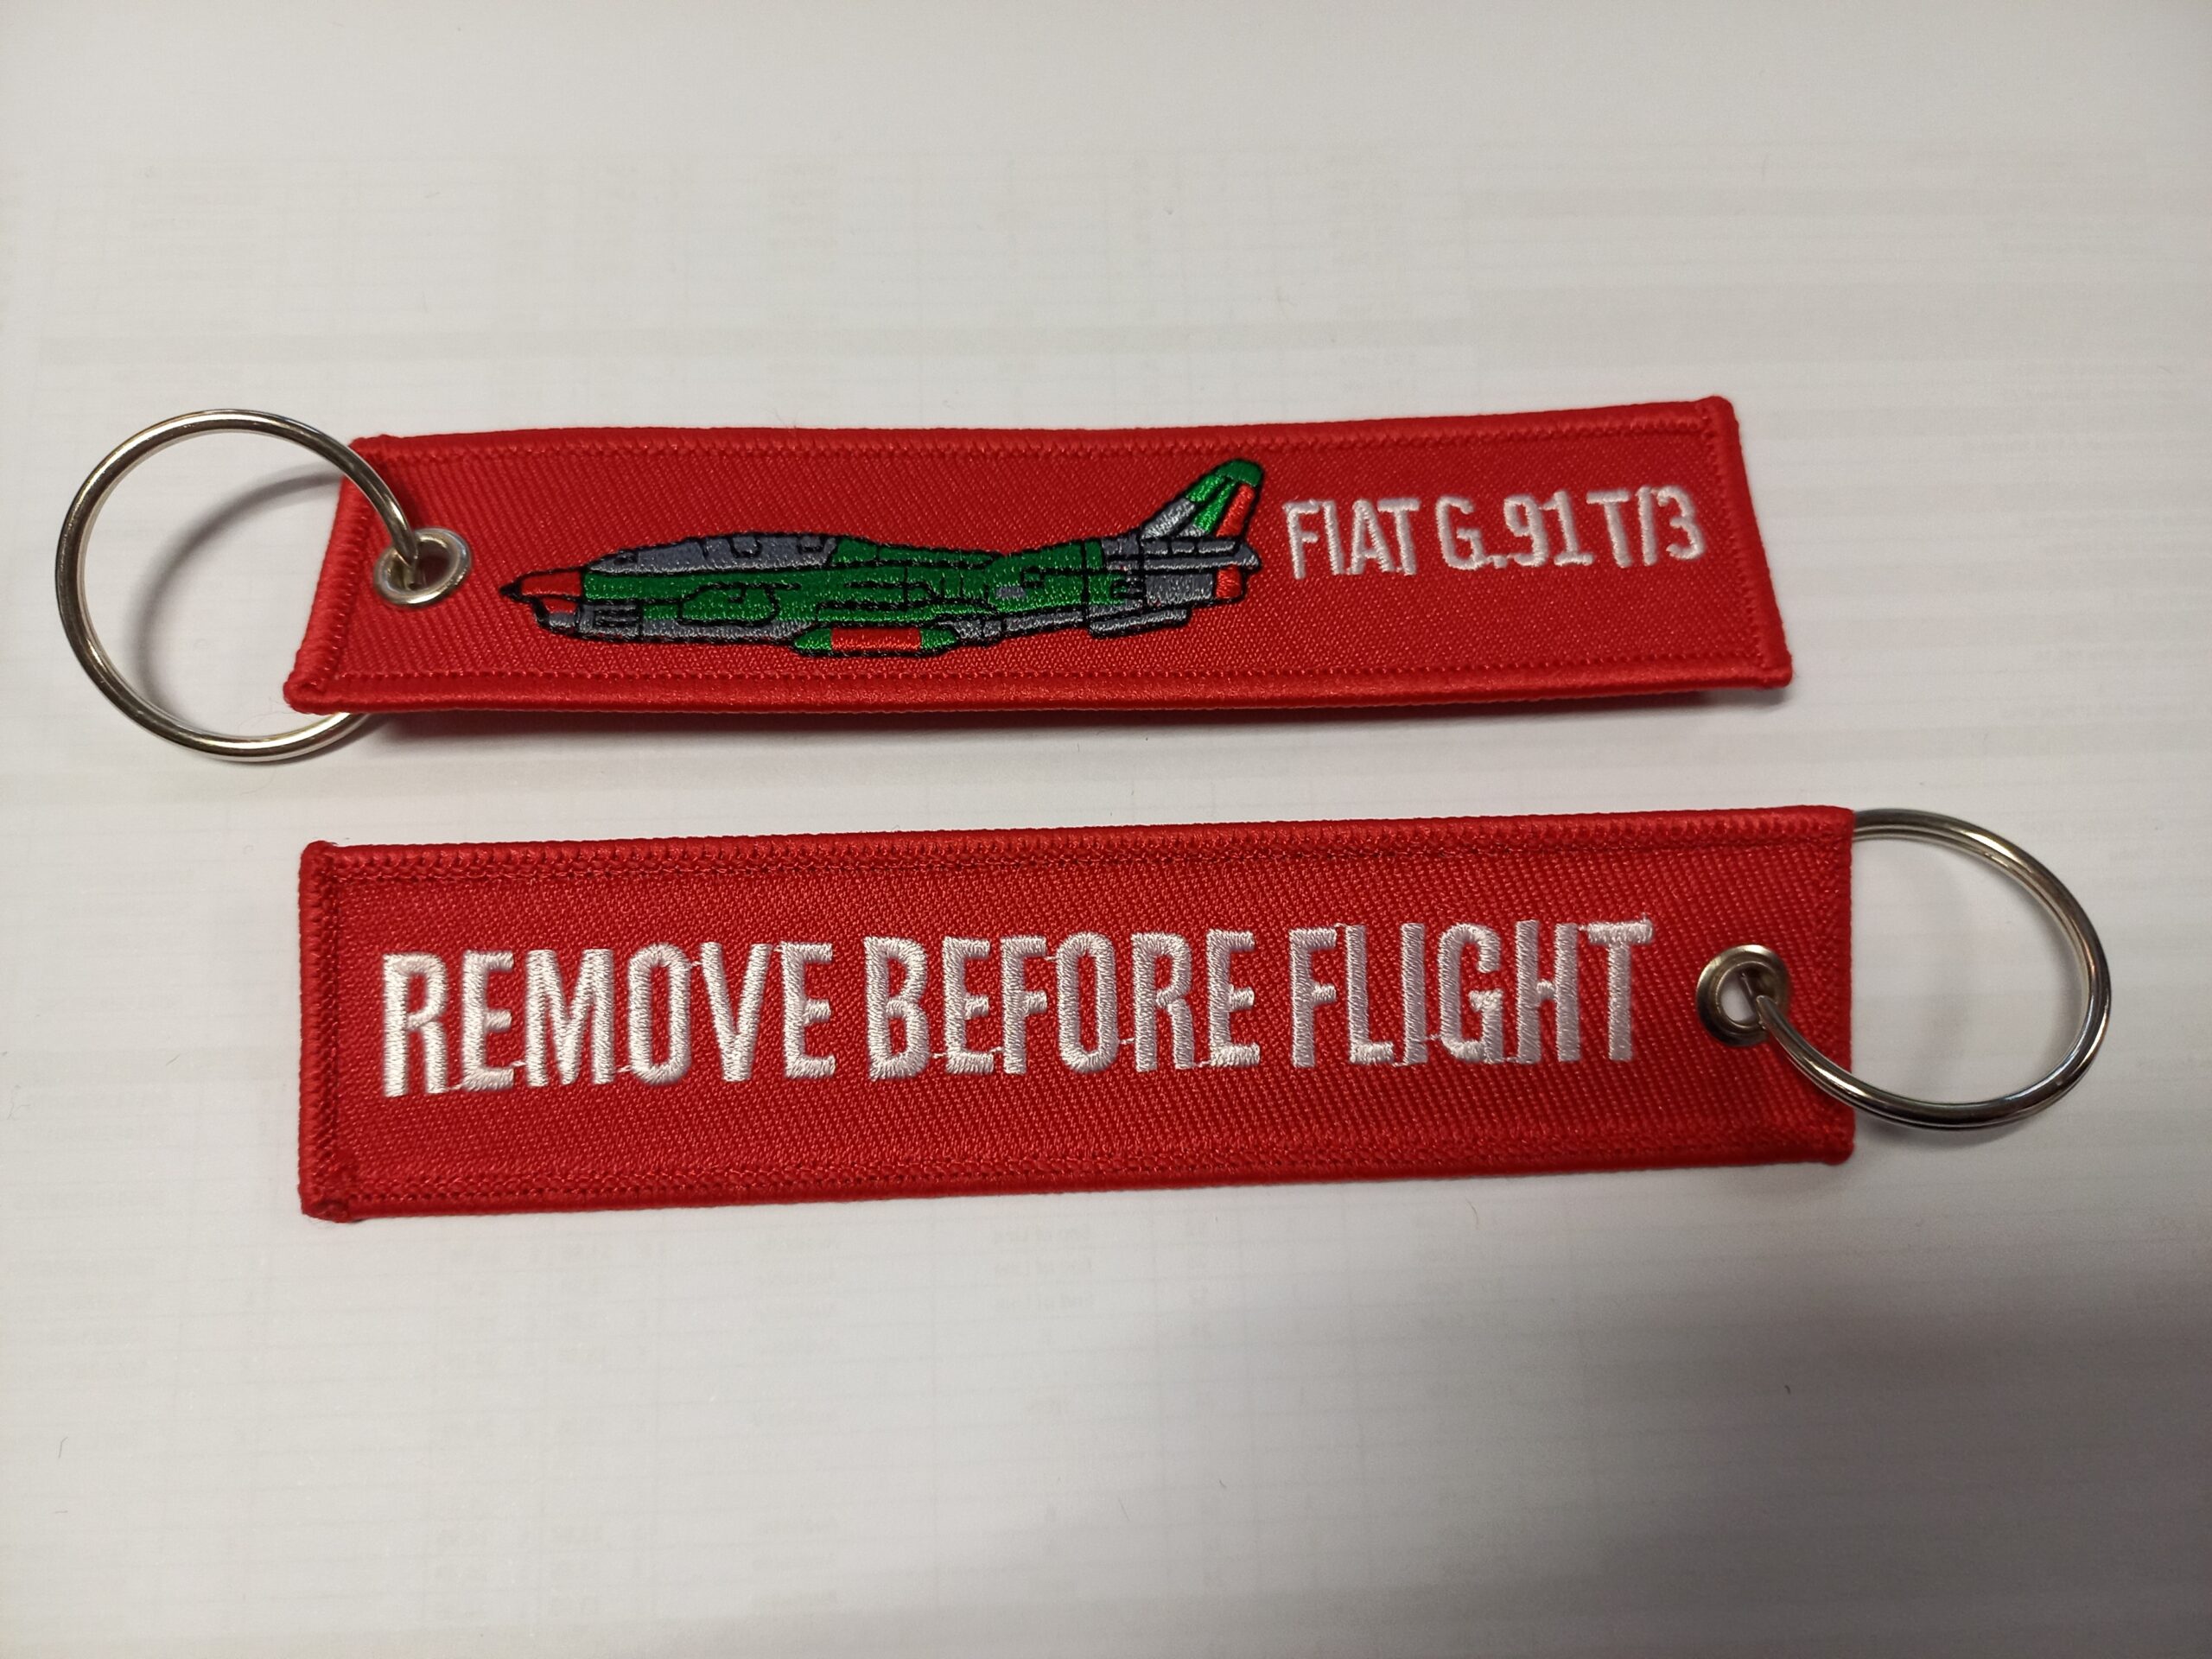 FIAT G.91 T/3
REMOVE BEFORE FLIGHT